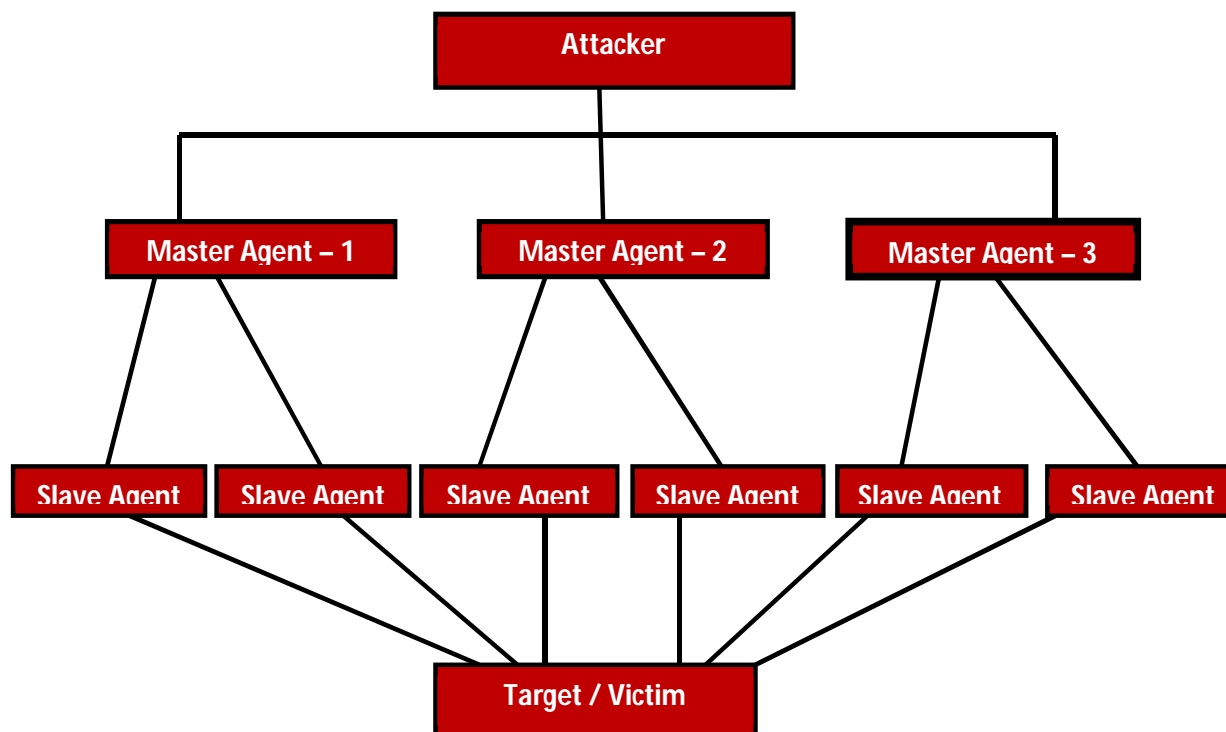 Attacker
Master Agent – 1
Master Agent – 2
Master Agent – 3
Slave Agent
Slave Agent
Slave Agent
Slave Agent
Slave Agent
Slave Agent
Target / Victim